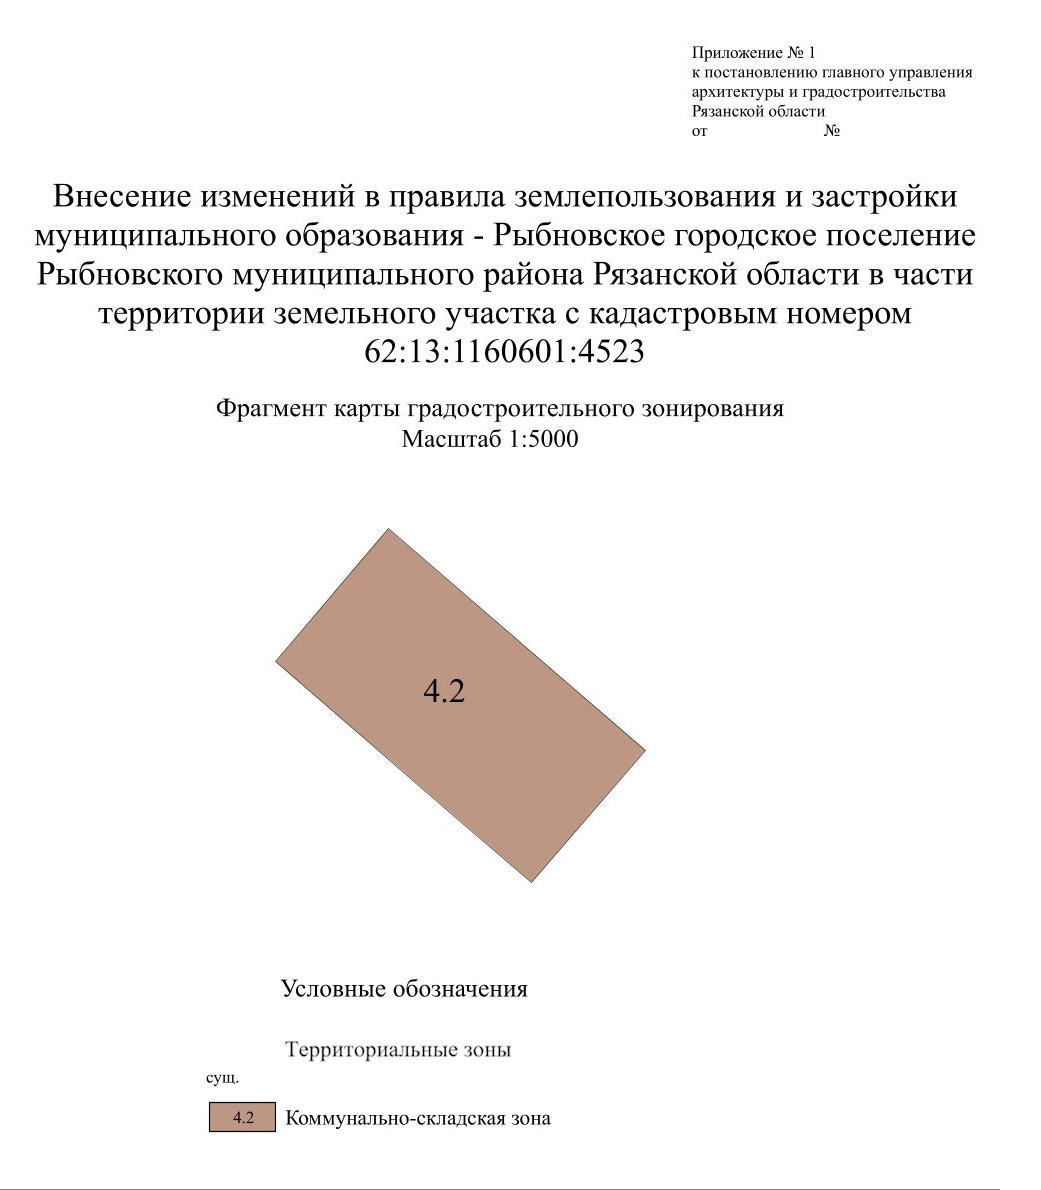 Приложение № 1
к постановлению главного управления
архитектуры и градостроительства
Рязанской области
от №
Внесение изменений в правила землепользования и застройки
муниципального образования - Рыбновское городское поселение
Рыбновского муниципального района Рязанской области в части
территории земельного участка с кадастровым номером
62:13:1160601:4523
Фрагмент карты градостроительного зонирования
Масштаб 1:5000
4.2
Условные обозначения
Территориальные зоны
сущ.
4.2 Коммунально-складская зона